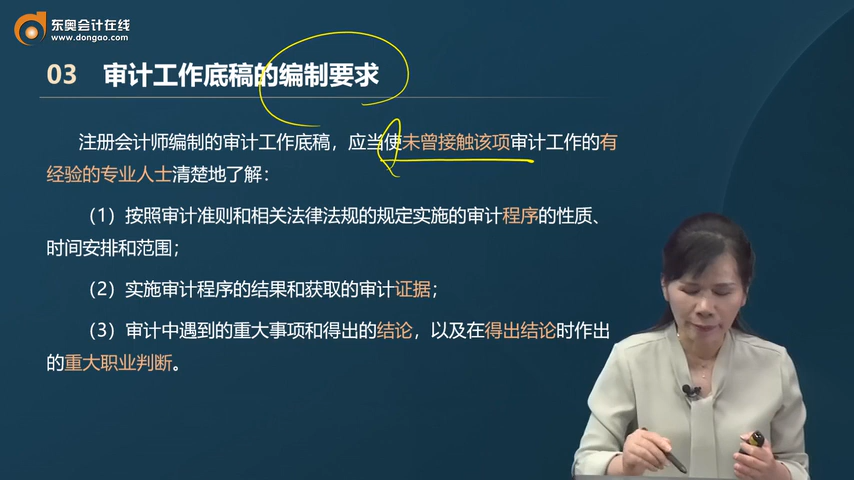 东奥会计在线
www.dongao.com
03 审计工作底稿的编制要求
注册会计师编制的审计工作底稿，应当使未曾接触该项审计工作的有
经验的专业人士清楚地了解：
（1）按照审计准则和相关法律法规的规定实施的审计程序的性质、
时间安排和范围；
（2）实施审计程序的结果和获取的审计证据；
（3）审计中遇到的重大事项和得出的结论，以及在得出结论时作出
的重大职业判断。